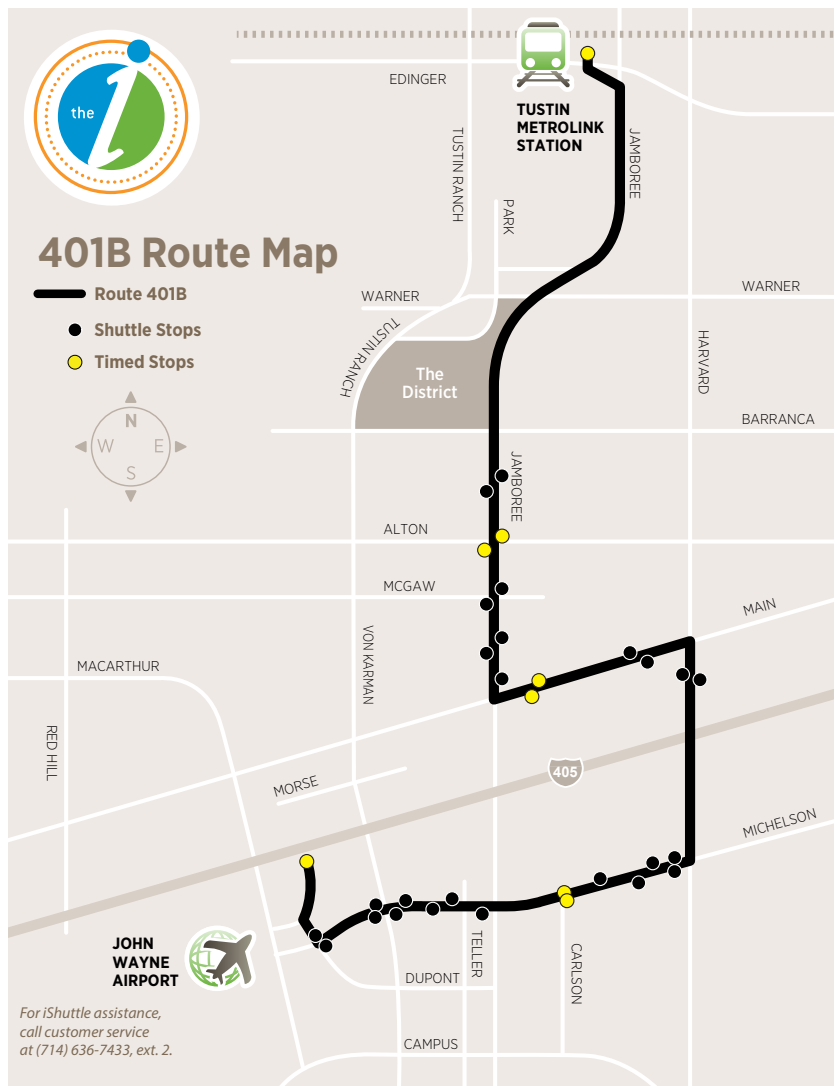 the i
EDINGER
TUSTIN
METROLINK
STATION
TUSTIN RANCH
JAMBOREE
PARK
401B Route Map
Route 401B
Shuttle Stops
Timed Stops
WARNER
WARNER
TUSTIN RANCH
The
District
HARVARD
N
W E
S
BARRANCA
JAMBOREE
ALTON
MCGAW
MAIN
VON KARMAN
MACARTHUR
RED HILL
405
MORSE
MICHELSON
JOHN
WAYNE
AIRPORT
TELLER
CARLSON
DUPONT
CAMPUS
For iShuttle assistance,
call customer service
at (714) 636-7433, ext. 2.